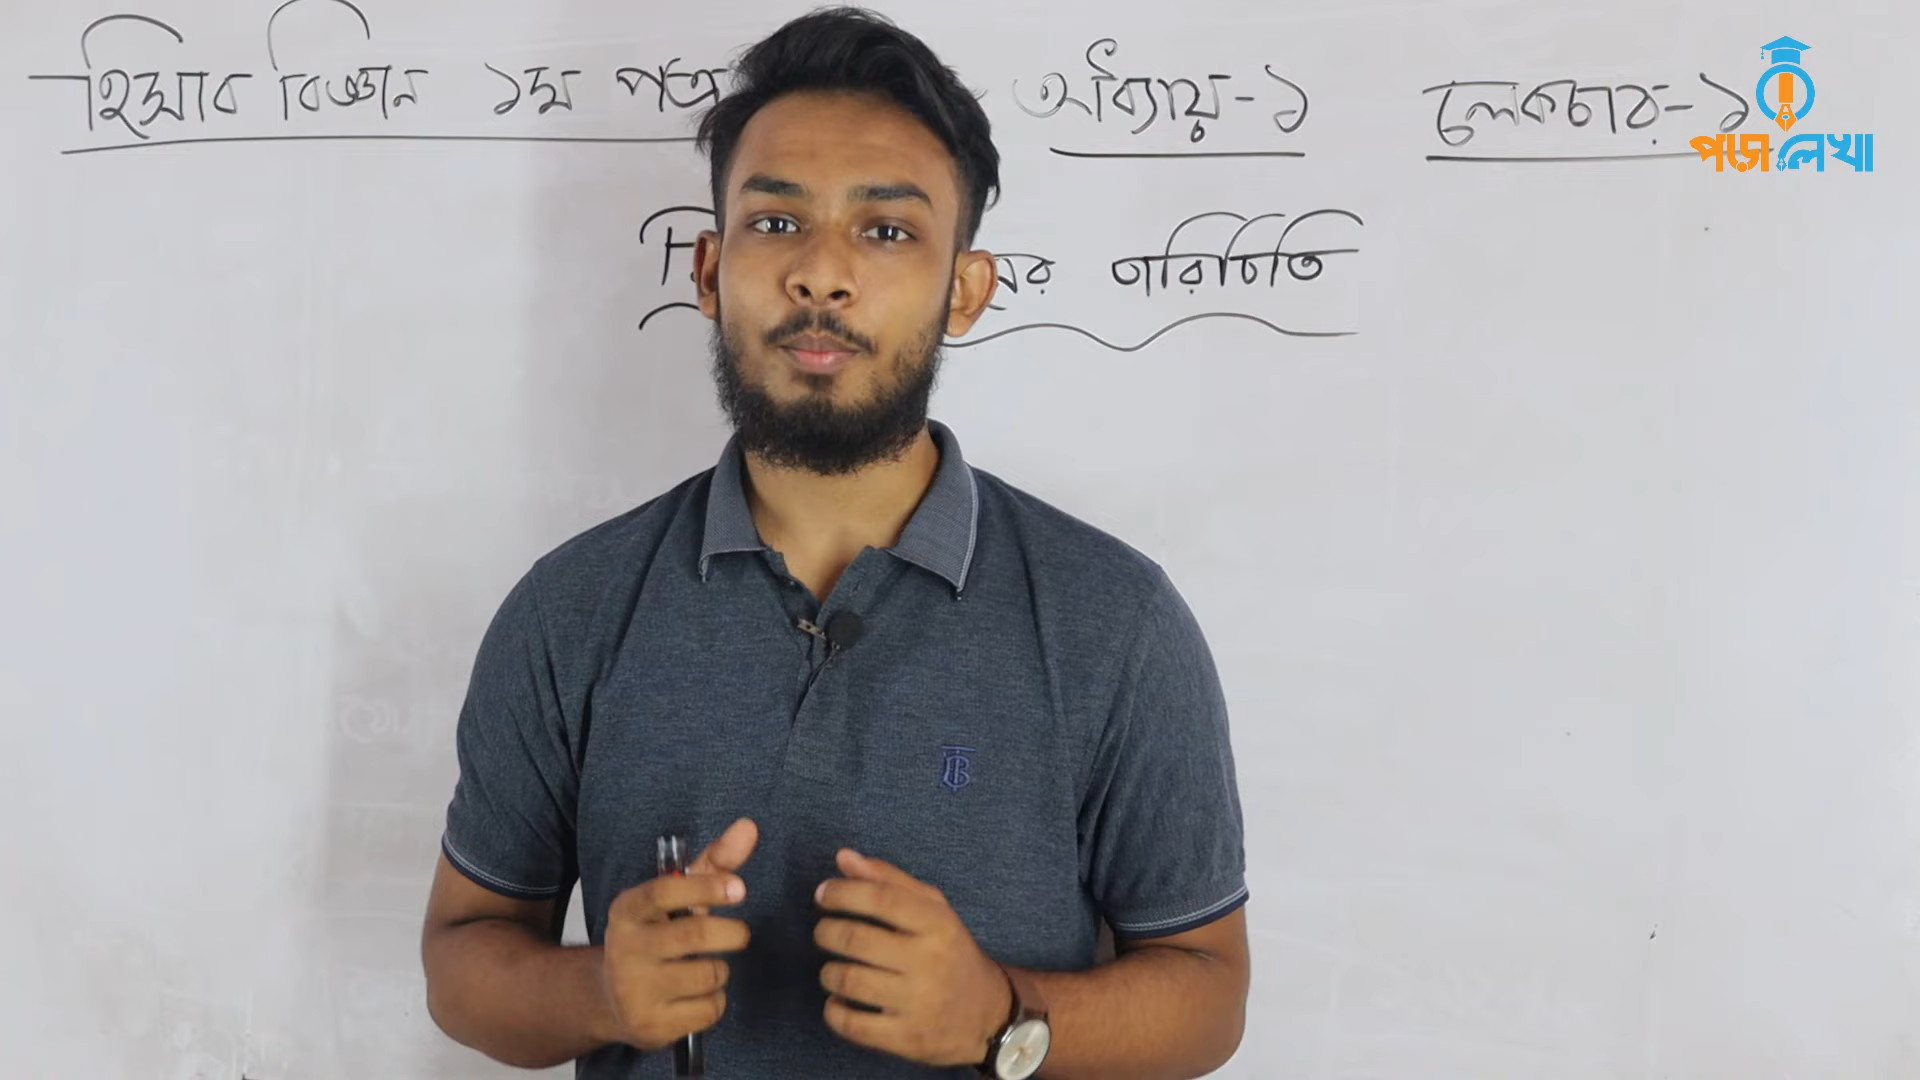 হিসাব বিজ্ঞান ১ম পত্র অধ্যায়-১ লেকচার-১
পরিচিতি
পড়ালেখা